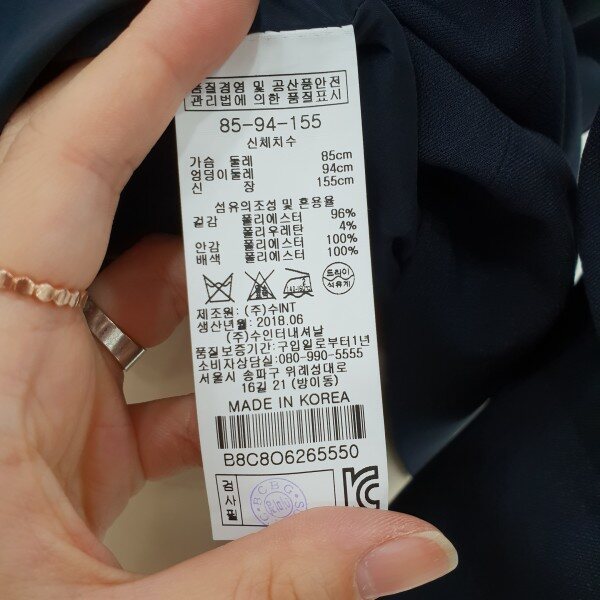 품질경영 및 공산품안전
관리법에 의한 품질표시
85-94-155
신체치수
가슴 둘레 85cm
엉덩이둘레 94cm
신 장 155cm
섬유의조성 및 혼용율
겉감 폴리에스터 96%
폴리우레탄 4%
안감 폴리에스터 100%
배색 폴리에스터 100%
드라이
석유계
제조원: (주)수INT
생산년월: 2018.06
(주)수인터내셔날
품질보증기간:구입일로부터1년
소비자상담실:080-990-5555
서울시 송파구 위례성대로
16길 21 (방이동)
MADE IN KOREA
B8C8O6265550
검
사
필
BCBG